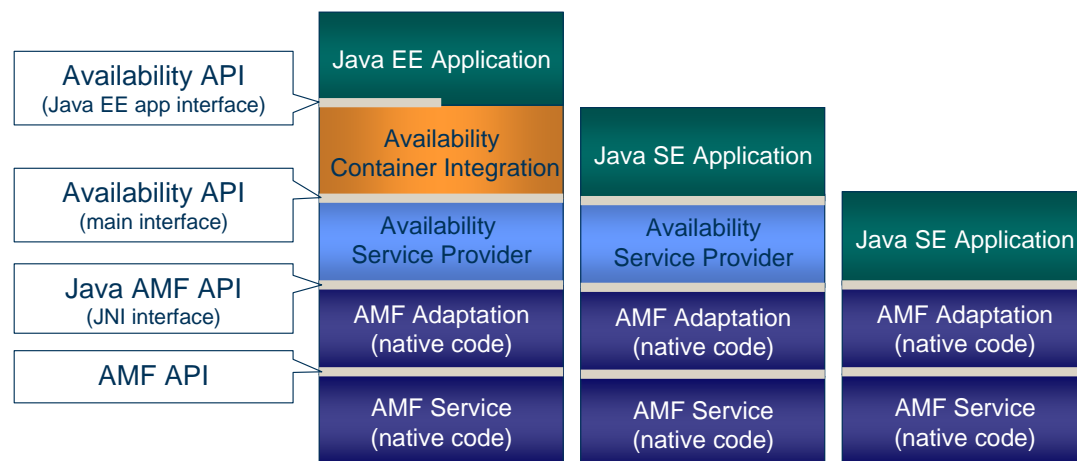 Availability API
(Java EE app interface)
Availability API
(main interface)
Java AMF API
(JNI interface)
AMF API
Java EE Application
Availability
Container Integration
Availability
Service Provider
AMF Adaptation
(native code)
AMF Service
(native code)
Java SE Application
Availability
Service Provider
AMF Adaptation
(native code)
AMF Service
(native code)
Java SE Application
AMF Adaptation
(native code)
AMF Service
(native code)